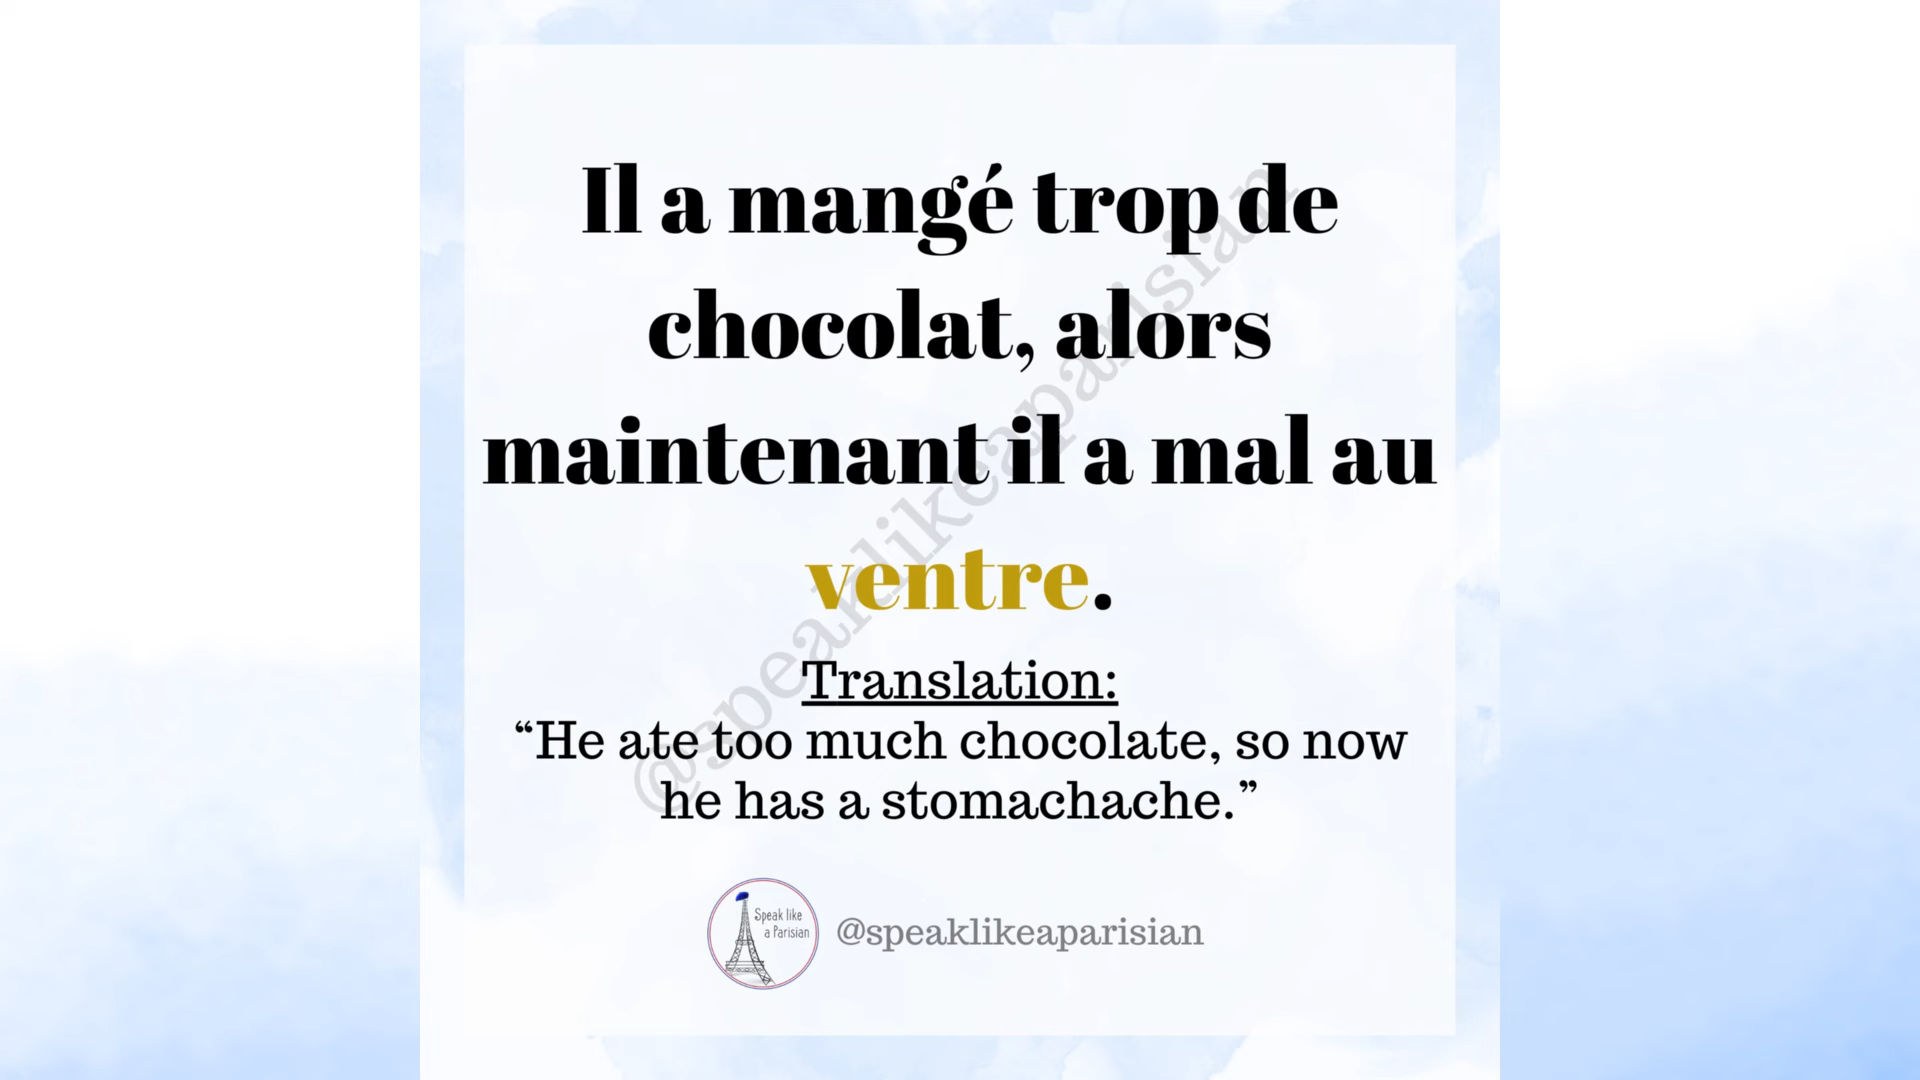 Il a mangé trop de
chocolat, alors
maintenant il a mal au
ventre.
Translation:
“He ate too much chocolate, so now
he has a stomachache.”
Speak like
a Parisian
@speaklikeaparisian
@speaklikeaparisian